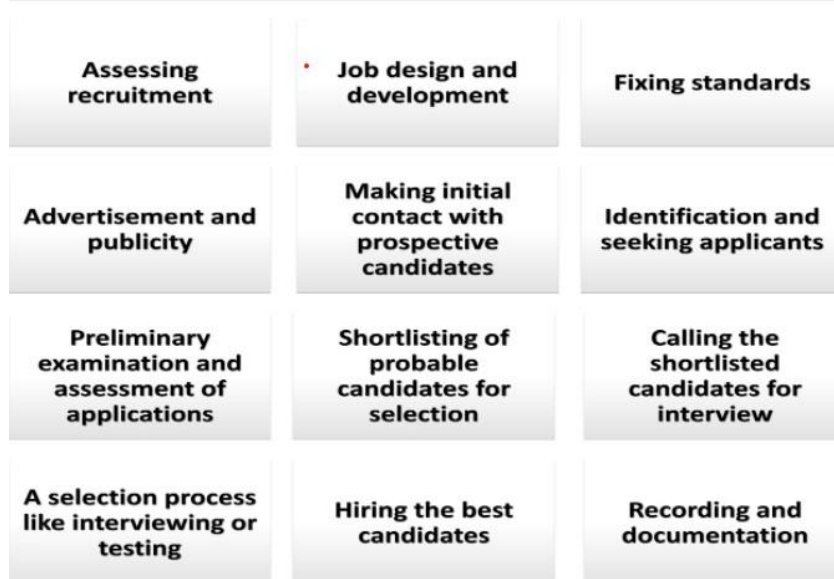 Assessing
recruitment
Job design and
development
Fixing standards
Advertisement and
publicity
Making initial
contact with
prospective
candidates
Identification and
seeking applicants
Preliminary
examination and
assessment of
applications
Shortlisting of
probable
candidates for
selection
Calling the
shortlisted
candidates for
interview
A selection process
like interviewing or
testing
Hiring the best
candidates
Recording and
documentation